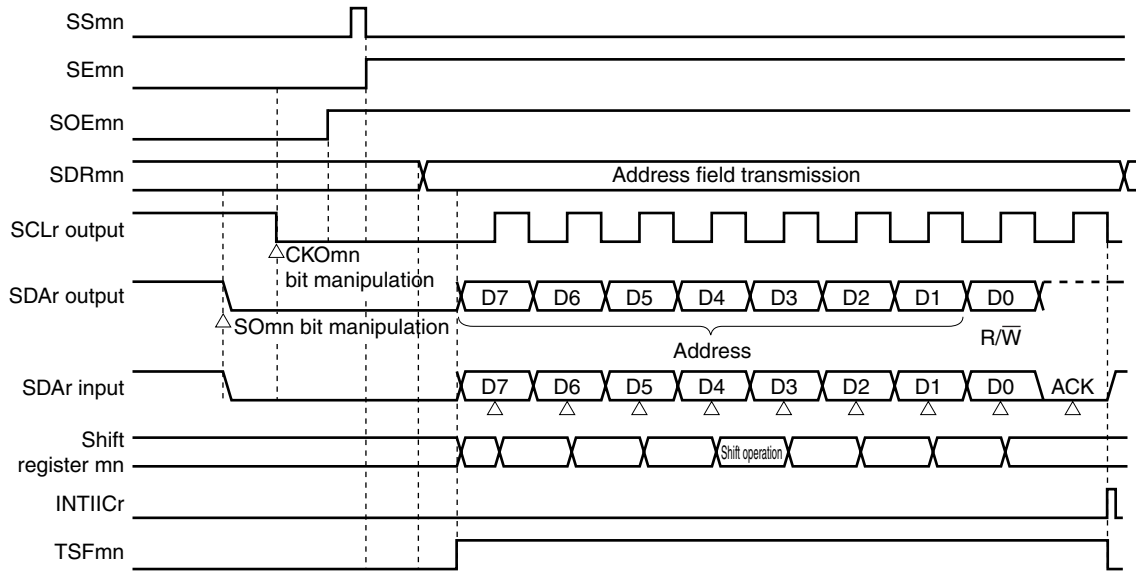 SSmn
SEmn
SOEmn
SDRmn
Address field transmission
SCLr output
CKOmn
bit manipulation
SDAr output
D7 D6 D5 D4 D3 D2 D1 D0
SOmn bit manipulation
Address
R/W̅
SDAr input
D7 D6 D5 D4 D3 D2 D1 D0 ACK
Shift
register mn
Shift operation
INTIICr
TSFmn